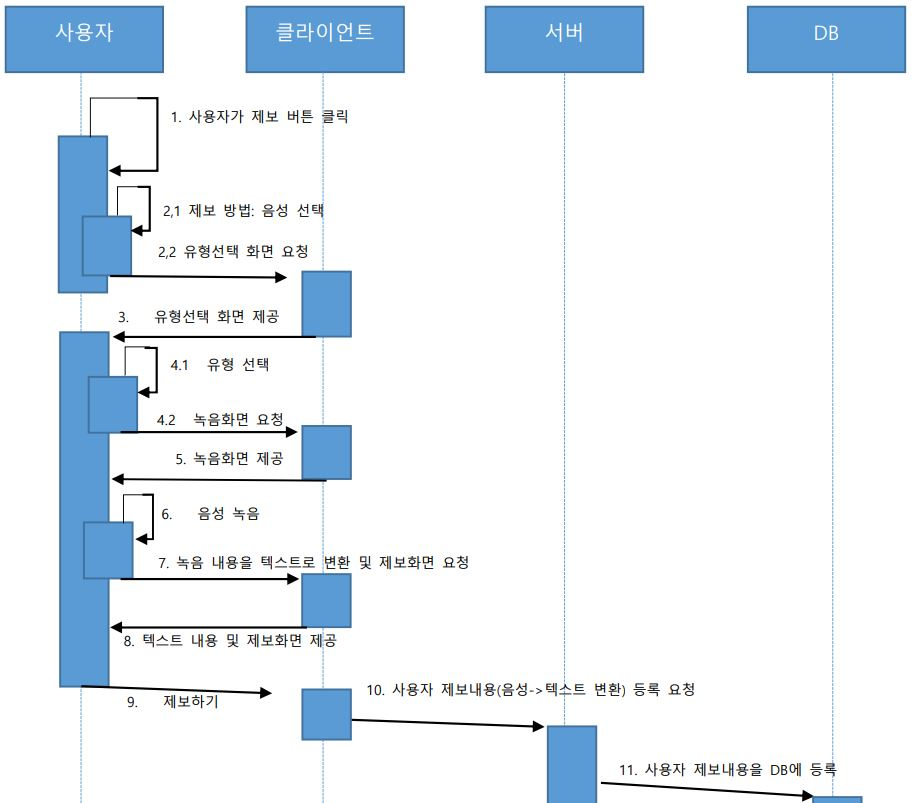 사용자
클라이언트
서버
DB
1. 사용자가 제보 버튼 클릭
2,1 제보 방법: 음성 선택
2,2 유형선택 화면 요청
3. 유형선택 화면 제공
4.1 유형 선택
4.2 녹음화면 요청
5. 녹음화면 제공
6. 음성 녹음
7. 녹음 내용을 텍스트로 변환 및 제보화면 요청
8. 텍스트 내용 및 제보화면 제공
9. 제보하기
10. 사용자 제보내용(음성->텍스트 변환) 등록 요청
11. 사용자 제보내용을 DB에 등록